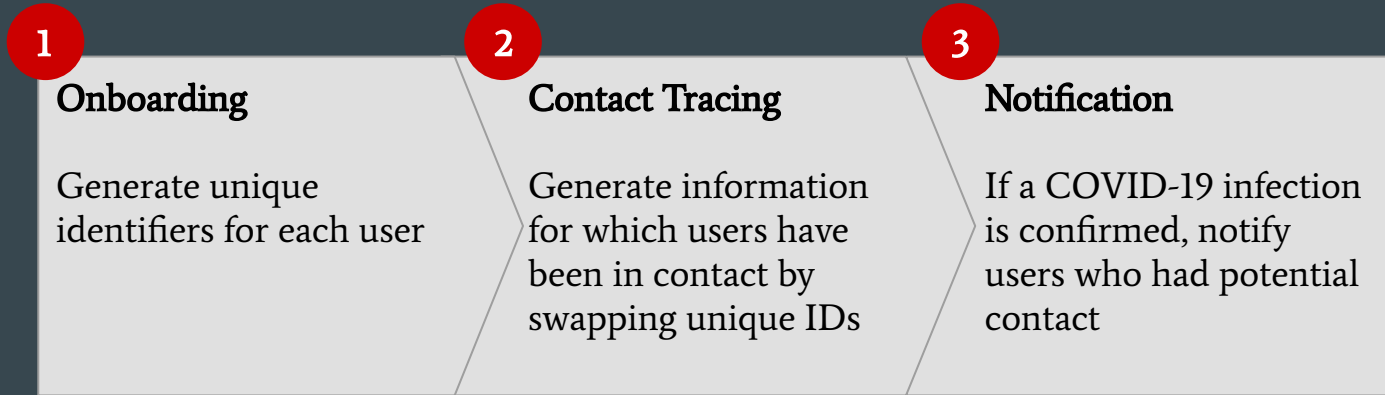 1
Onboarding
Generate unique
identifiers for each user
2
Contact Tracing
Generate information
for which users have
been in contact by
swapping unique IDs
3
Notification
If a COVID-19 infection
is confirmed, notify
users who had potential
contact